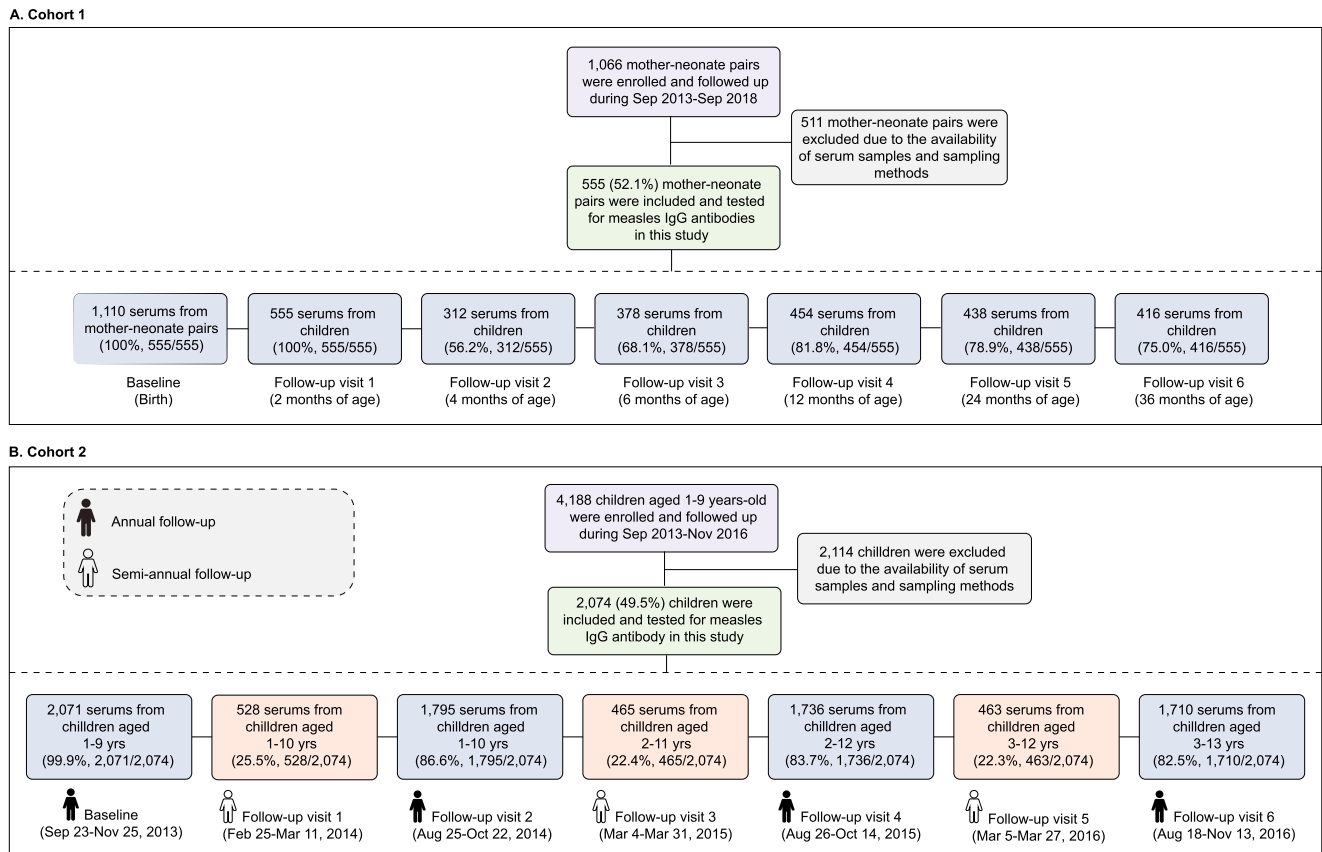 A. Cohort 1
1,066 mother-neonate pairs
were enrolled and followed up
during Sep 2013-Sep 2018
511 mother-neonate pairs were
excluded due to the availability
of serum samples and sampling
methods
555 (52.1%) mother-neonate
pairs were included and tested
for measles IgG antibodies
in this study
1,110 serums from
mother-neonate pairs
(100%, 555/555)
Baseline
(Birth)
555 serums from
children
(100%, 555/555)
Follow-up visit 1
(2 months of age)
312 serums from
children
(56.2%, 312/555)
Follow-up visit 2
(4 months of age)
378 serums from
children
(68.1%, 378/555)
Follow-up visit 3
(6 months of age)
454 serums from
children
(81.8%, 454/555)
Follow-up visit 4
(12 months of age)
438 serums from
children
(78.9%, 438/555)
Follow-up visit 5
(24 months of age)
416 serums from
children
(75.0%, 416/555)
Follow-up visit 6
(36 months of age)
B. Cohort 2
Annual follow-up
Semi-annual follow-up
4,188 children aged 1-9 years-old
were enrolled and followed up
during Sep 2013-Nov 2016
2,114 chilldren were excluded
due to the availability of serum
samples and sampling methods
2,074 (49.5%) children were
included and tested for measles
IgG antibody in this study
2,071 serums from
chilldren aged
1-9 yrs
(99.9%, 2,071/2,074)
Baseline
(Sep 23-Nov 25, 2013)
528 serums from
chilldren aged
1-10 yrs
(25.5%, 528/2,074)
Follow-up visit 1
(Feb 25-Mar 11, 2014)
1,795 serums from
chilldren aged
1-10 yrs
(86.6%, 1,795/2,074)
Follow-up visit 2
(Aug 25-Oct 22, 2014)
465 serums from
chilldren aged
2-11 yrs
(22.4%, 465/2,074)
Follow-up visit 3
(Mar 4-Mar 31, 2015)
1,736 serums from
chilldren aged
2-12 yrs
(83.7%, 1,736/2,074)
Follow-up visit 4
(Aug 26-Oct 14, 2015)
463 serums from
chilldren aged
3-12 yrs
(22.3%, 463/2,074)
Follow-up visit 5
(Mar 5-Mar 27, 2016)
1,710 serums from
chilldren aged
3-13 yrs
(82.5%, 1,710/2,074)
Follow-up visit 6
(Aug 18-Nov 13, 2016)